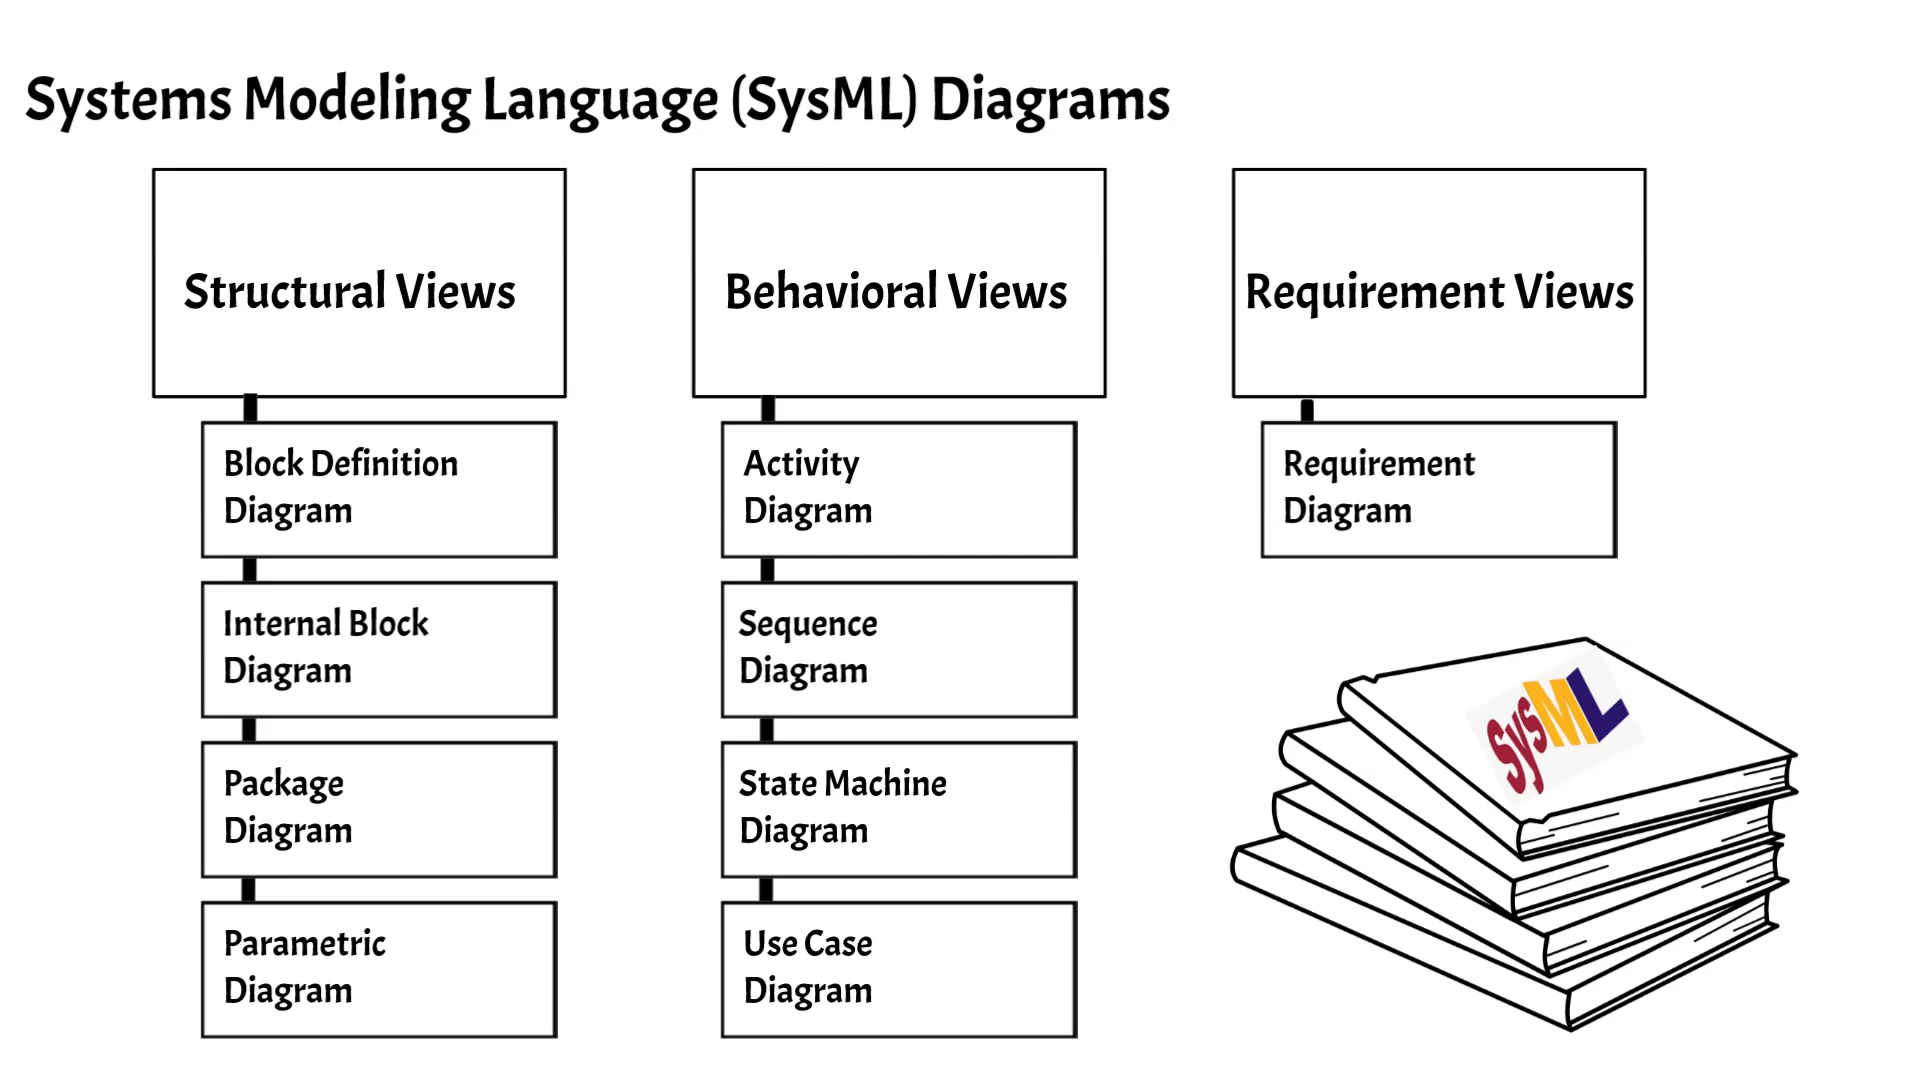 Systems Modeling Language (SysML) Diagrams
Structural Views
Block Definition
Diagram
Internal Block
Diagram
Package
Diagram
Parametric
Diagram
Behavioral Views
Activity
Diagram
Sequence
Diagram
State Machine
Diagram
Use Case
Diagram
Requirement Views
Requirement
Diagram
SysML